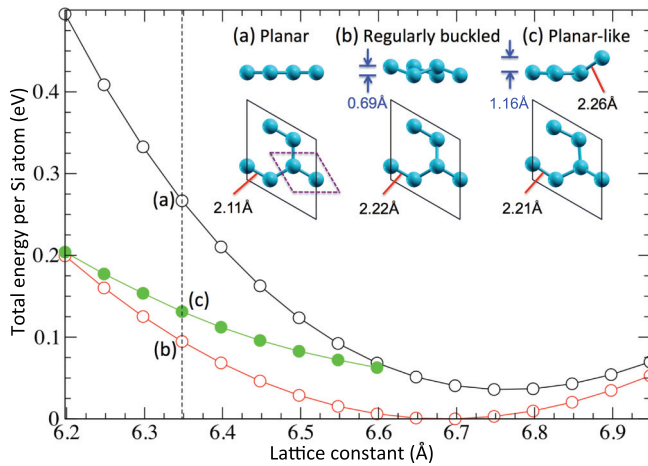 (a) Planar (b) Regularly buckled (c) Planar-like
0.69Å 1.16Å 2.26Å
2.11Å 2.22Å 2.21Å
(a)
(c)
(b)
Total energy per Si atom (eV)
0.4
0.3
0.2
0.1
0
6.2 6.3 6.4 6.5 6.6 6.7 6.8 6.9
Lattice constant (Å)